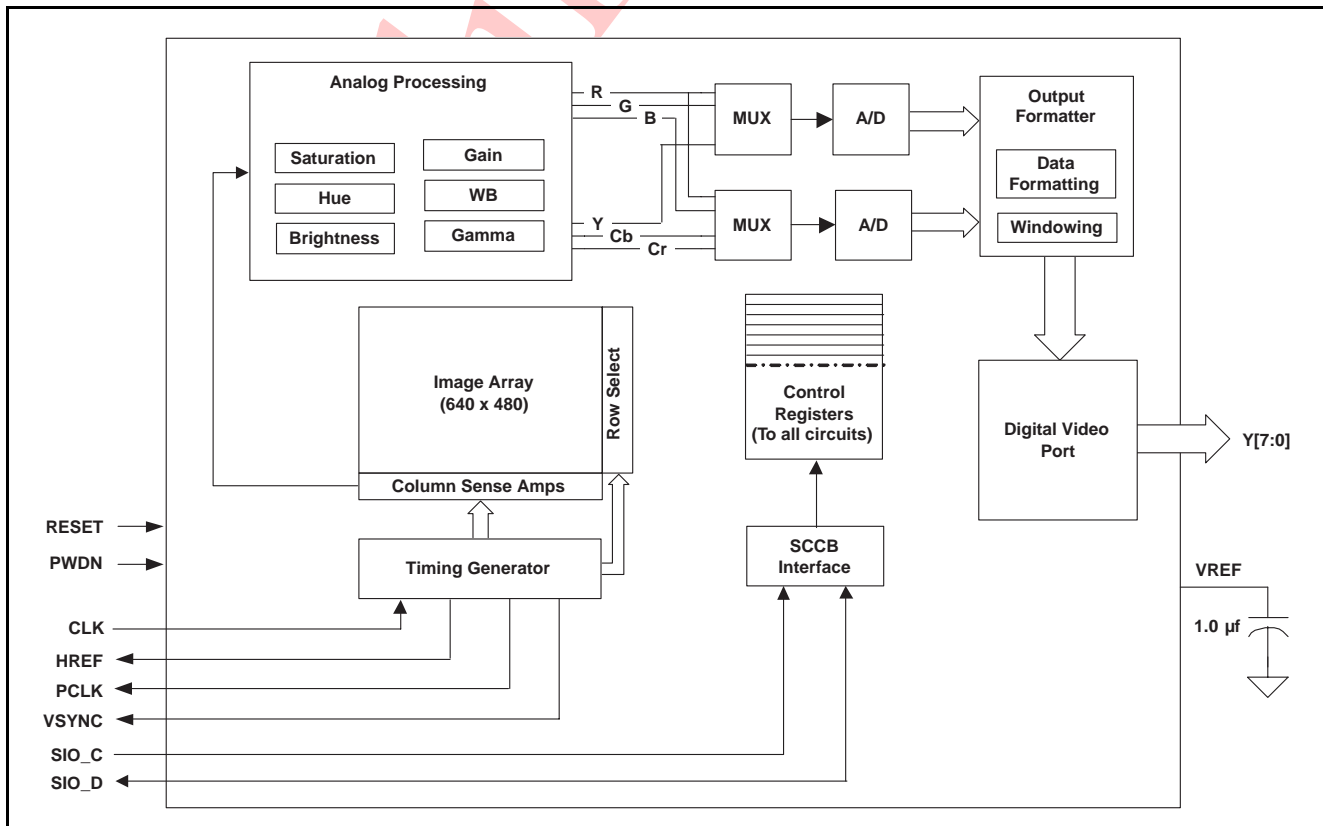 Analog Processing
Saturation
Gain
Hue
WB
Brightness
Gamma
R
G
B
Y
Cb
Cr
MUX
A/D
MUX
A/D
Output
Formatter
Data
Formatting
Windowing
Image Array
(640 x 480)
Row Select
Column Sense Amps
Timing Generator
Control
Registers
(To all circuits)
SCCB
Interface
Digital Video
Port
Y[7:0]
RESET
PWDN
CLK
HREF
PCLK
VSYNC
SIO_C
SIO_D
VREF
1.0 µf